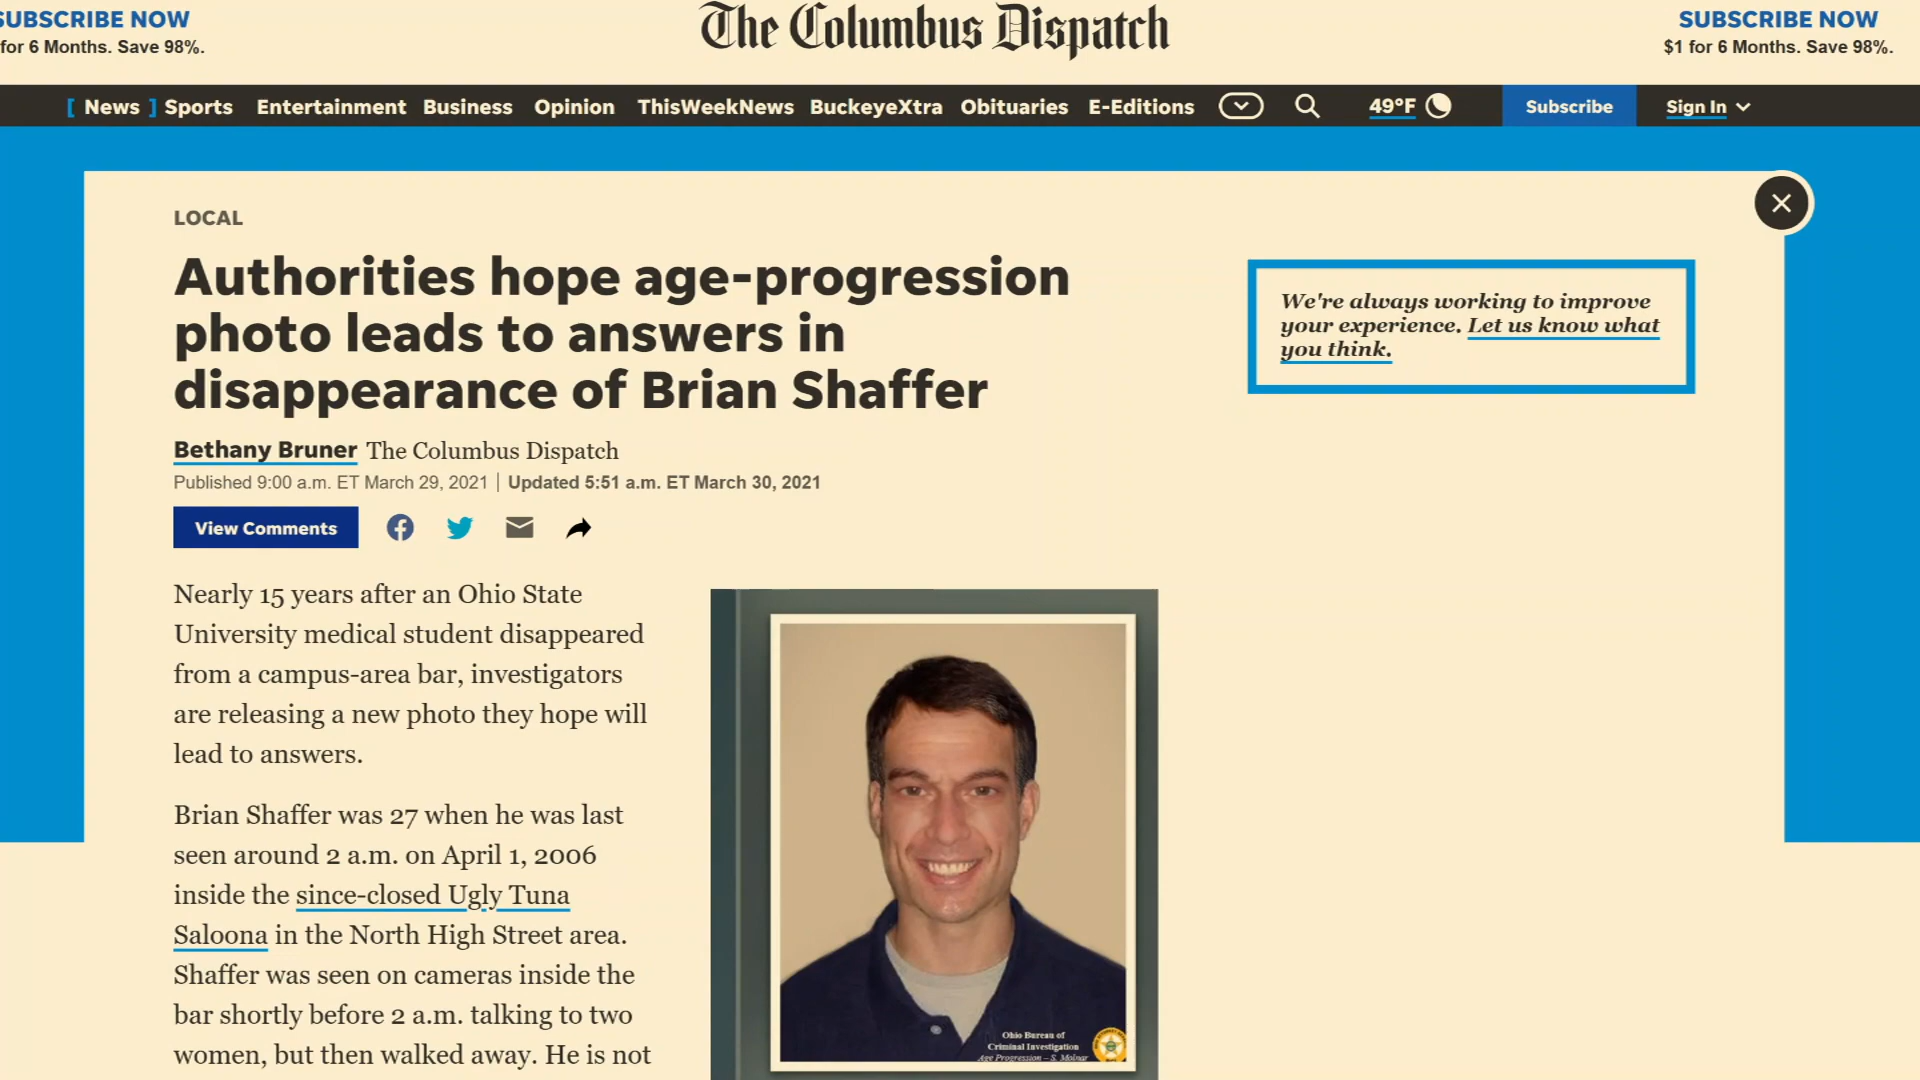 SUBSCRIBE NOW
for 6 Months. Save 98%.
The Columbus Dispatch
SUBSCRIBE NOW
$1 for 6 Months. Save 98%.
[ News ] Sports Entertainment Business Opinion ThisWeekNews BuckeyeXtra Obituaries E-Editions 49°F Subscribe Sign In
LOCAL
Authorities hope age-progression
photo leads to answers in
disappearance of Brian Shaffer
Bethany Bruner The Columbus Dispatch
Published 9:00 a.m. ET March 29, 2021 | Updated 5:51 a.m. ET March 30, 2021
View Comments
We're always working to improve
your experience. Let us know what
you think.
Nearly 15 years after an Ohio State
University medical student disappeared
from a campus-area bar, investigators
are releasing a new photo they hope will
lead to answers.
Brian Shaffer was 27 when he was last
seen around 2 a.m. on April 1, 2006
inside the since-closed Ugly Tuna
Saloona in the North High Street area.
Shaffer was seen on cameras inside the
bar shortly before 2 a.m. talking to two
women, but then walked away. He is not
Ohio Bureau of
Criminal Investigation
Age Progression – S. Molnar